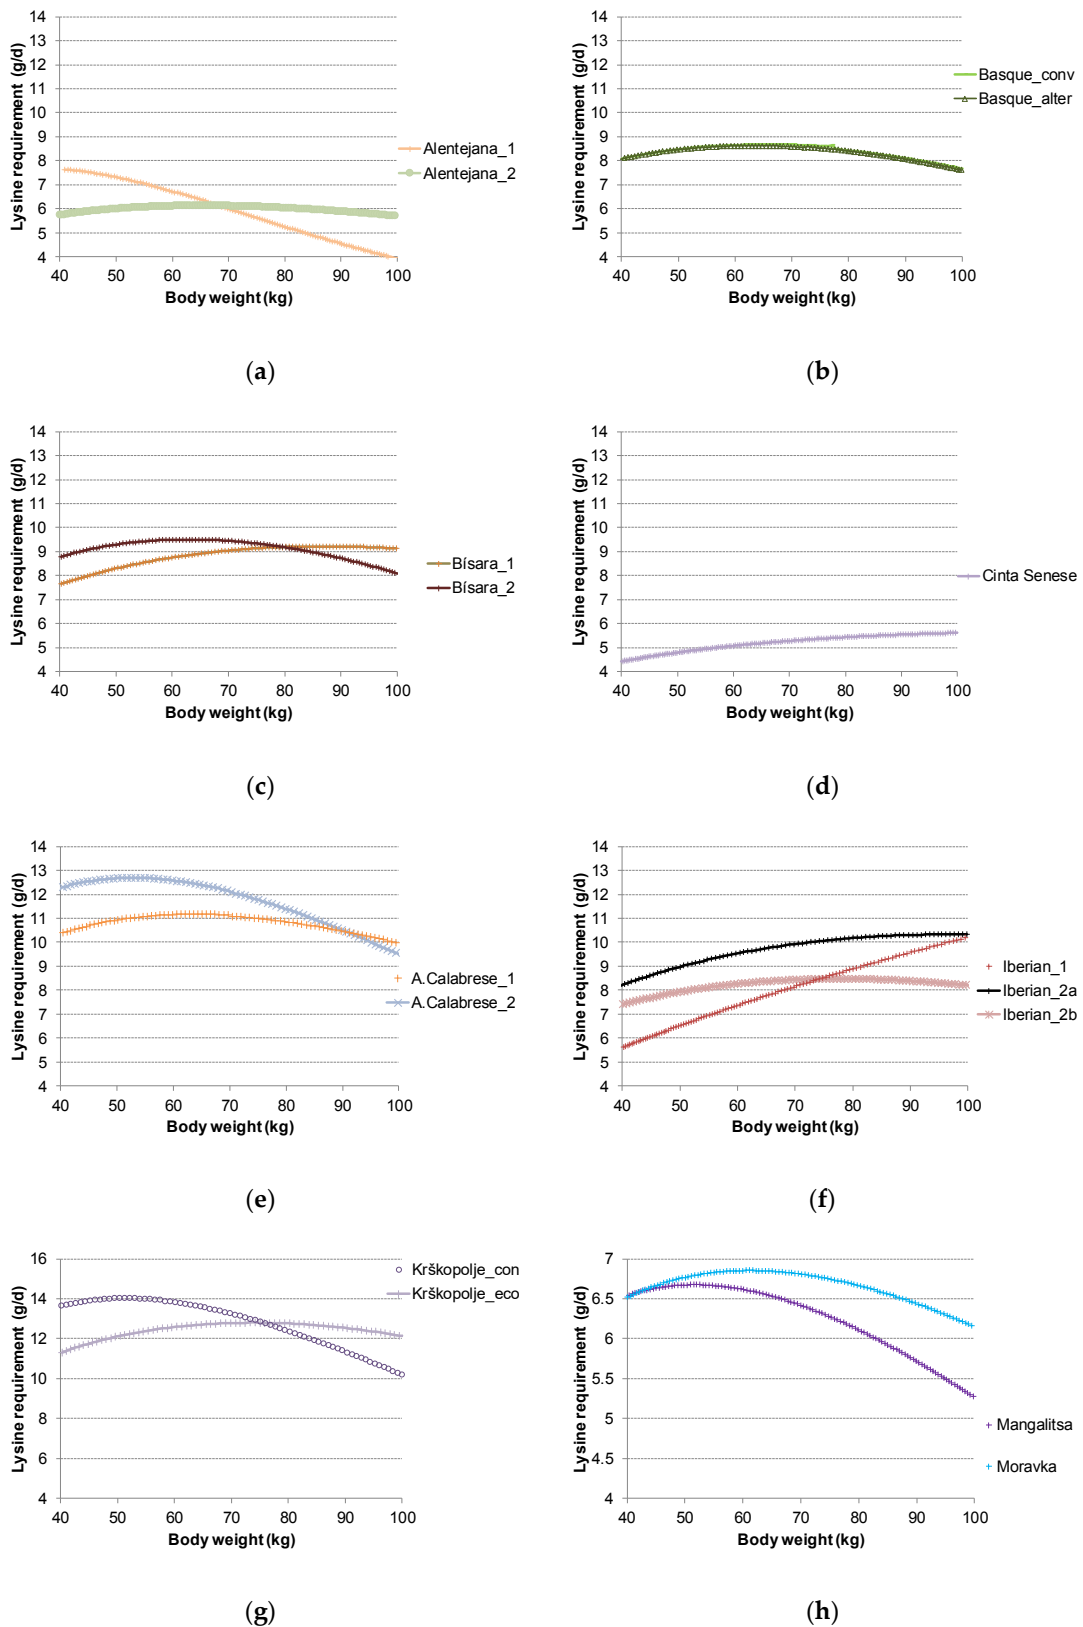 14
13
12
11
10
9
8
7
6
5
4
Lysine requirement (g/d)
40 50 60 70 80 90 100
Body weight (kg)
Alentejana_1
Alentejana_2
(a)
14
13
12
11
10
9
8
7
6
5
4
Lysine requirement (g/d)
40 50 60 70 80 90 100
Body weight (kg)
Basque_conv
Basque_alter
(b)
14
13
12
11
10
9
8
7
6
5
4
Lysine requirement (g/d)
40 50 60 70 80 90 100
Body weight (kg)
Bísara_1
Bísara_2
(c)
14
13
12
11
10
9
8
7
6
5
4
Lysine requirement (g/d)
40 50 60 70 80 90 100
Body weight (kg)
Cinta Senese
(d)
14
13
12
11
10
9
8
7
6
5
4
Lysine requirement (g/d)
40 50 60 70 80 90 100
Body weight (kg)
A.Calabrese_1
A.Calabrese_2
(e)
14
13
12
11
10
9
8
7
6
5
4
Lysine requirement (g/d)
40 50 60 70 80 90 100
Body weight (kg)
Iberian_1
Iberian_2a
Iberian_2b
(f)
16
14
12
10
8
6
4
Lysine requirement (g/d)
40 50 60 70 80 90 100
Body weight (kg)
Krškopolje_con
Krškopolje_eco
(g)
7
6.5
6
5.5
5
4.5
4
Lysine requirement (g/d)
40 50 60 70 80 90 100
Body weight (kg)
Mangalitsa
Moravka
(h)